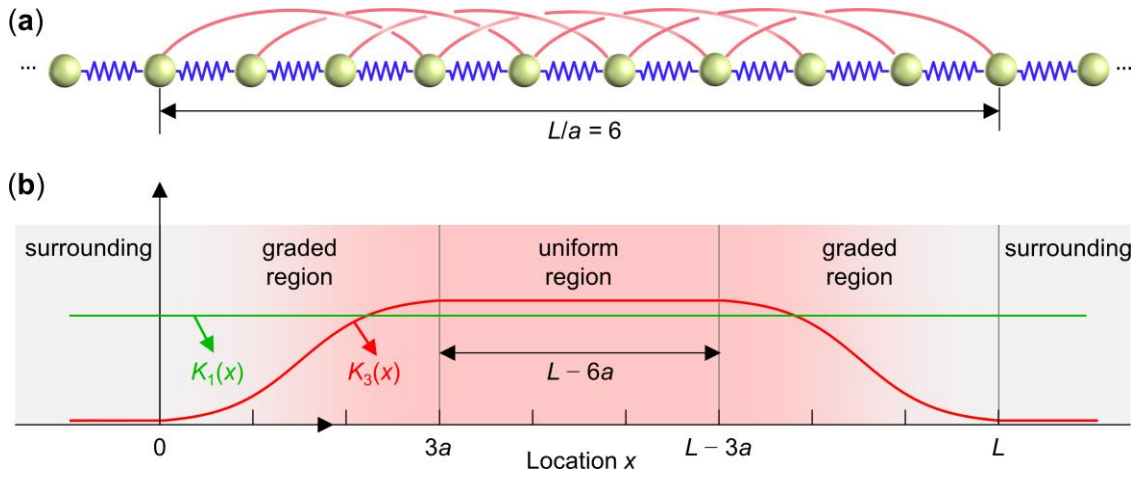 (a)
... ...
L/a = 6
(b)
surrounding graded region uniform region graded region surrounding
K₁(x) K₃(x) L – 6a
0 3a L – 3a L
Location x